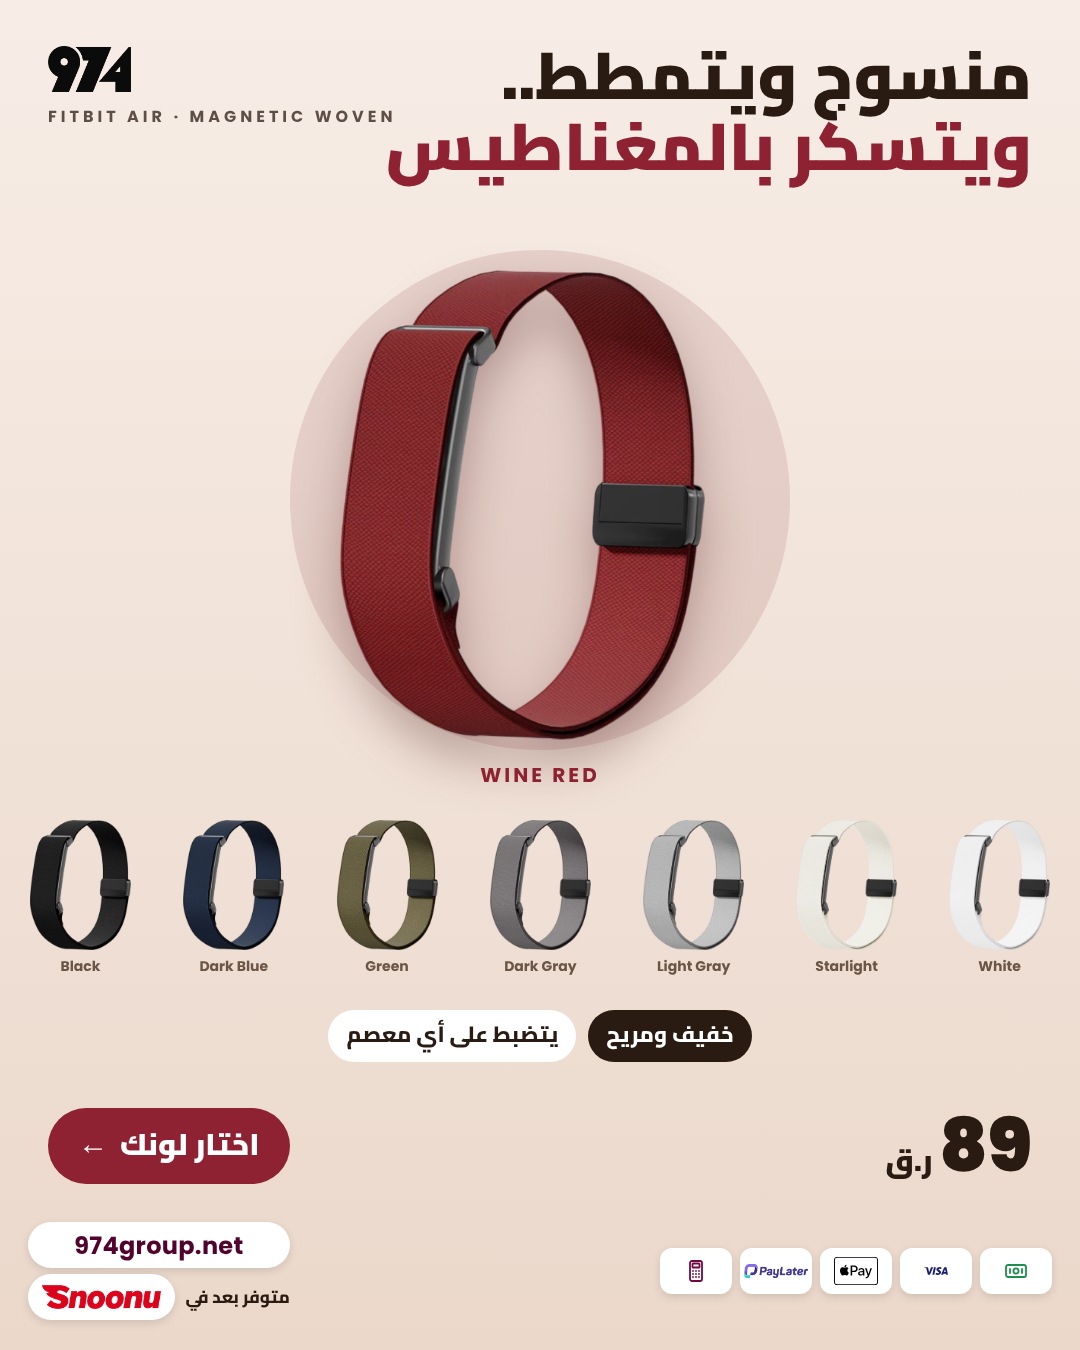 974
FITBIT AIR · MAGNETIC WOVEN
منسوج ويتمطط..
ويتسكر بالمغناطيس
WINE RED
Black
Dark Blue
Green
Dark Gray
Light Gray
Starlight
White
خفيف ومريح
يتضبط على أي معصم
89 ر.ق
اختار لونك ←
974group.net
متوفر بعد في Snoonu
PayLater
Pay
VISA